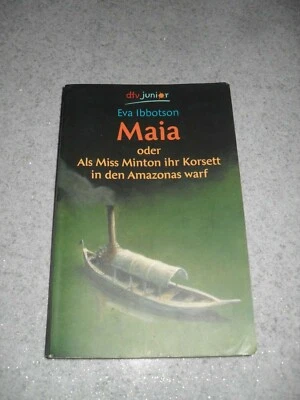 dtv junior
Eva Ibbotson
Maia
oder
Als Miss Minton ihr Korsett
in den Amazonas warf